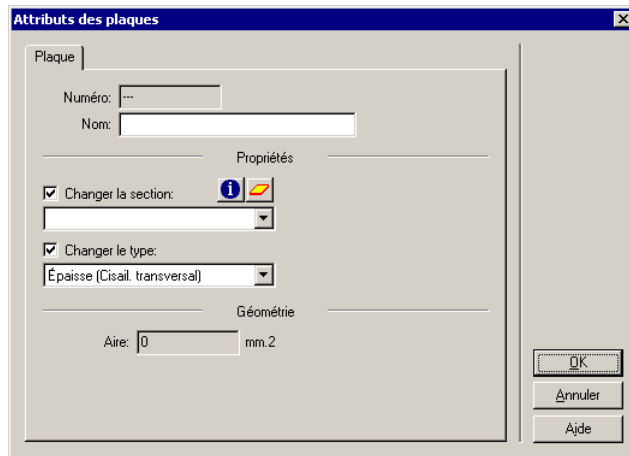 Attributs des plaques
Plaque
Numéro: ---
Nom:
Propriétés
Changer la section:
Changer le type:
Épaisse (Cisail. transversal)
Géométrie
Aire: 0 mm.2
OK
Annuler
Aide